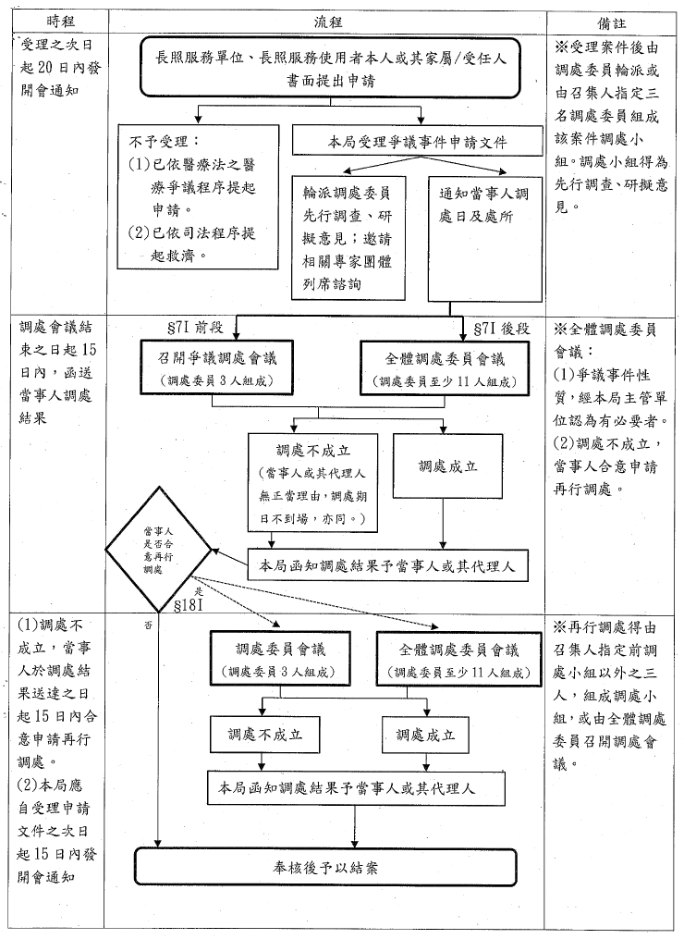 時程
流程
備註
受理之次日
起20日內發
開會通知
長照服務單位、長照服務使用者本人或其家屬/受任人
書面提出申請
※受理案件後由
調處委員輪派或
由召集人指定三
名調處委員組成
該案件調處小
組。調處小組得為
先行調查、研擬意
見。
不予受理：
(1)已依醫療法之醫
療爭議程序提起
申請。
(2)已依司法程序提
起救濟。
本局受理爭議事件申請文件
輪派調處委員
先行調查、研
擬意見；邀請
相關專家團體
列席諮詢
通知當事人調
處日及處所
調處會議結
束之日起15
日內，函送
當事人調處
結果
§7I前段
§7I後段
召開爭議調處會議
(調處委員3人組成)
全體調處委員會議
(調處委員至少11人組成)
※全體調處委員
會議：
(1)爭議事件性
質，經本局主管單
位認為有必要者。
(2)調處不成立，
當事人合意申請
再行調處。
調處不成立
(當事人或其代理人
無正當理由，調處期
日不到場，亦同。)
調處成立
當事人
是否合
意再行
調處
本局函知調處結果予當事人或其代理人
是
§18I
否
(1)調處不
成立，當事
人於調處結
果送達之日
起15日內合
意申請再行
調處。
(2)本局應
自受理申請
文件之次日
起15日內發
開會通知
調處委員會議
(調處委員3人組成)
全體調處委員會議
(調處委員至少11人組成)
※再行調處得由
召集人指定前調
處小組以外之三
人，組成調處小
組，或由全體調處
委員召開調處會
議。
調處不成立
調處成立
本局函知調處結果予當事人或其代理人
奉核後予以結案